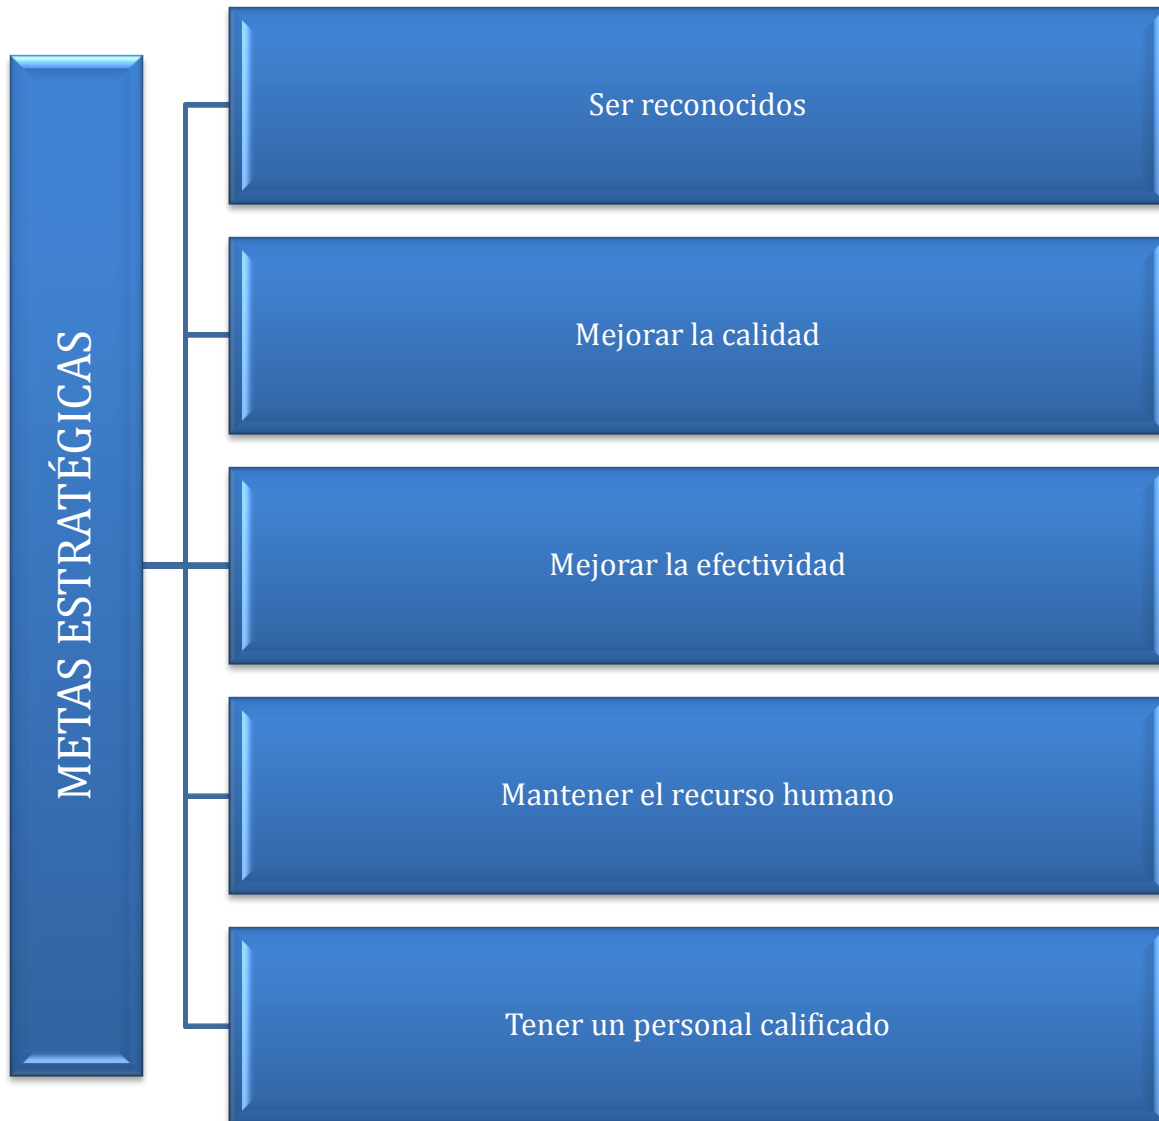 METAS ESTRATÉGICAS
Ser reconocidos
Mejorar la calidad
Mejorar la efectividad
Mantener el recurso humano
Tener un personal calificado